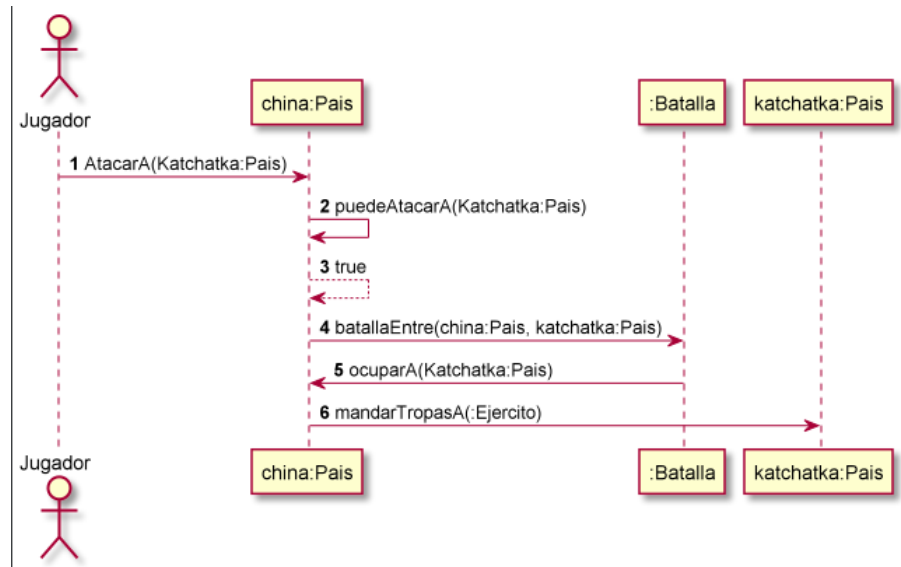 Jugador
china:Pais
:Batalla
katchatka:Pais
1 AtacarA(Katchatka:Pais)
2 puedeAtacarA(Katchatka:Pais)
3 true
4 batallaEntre(china:Pais, katchatka:Pais)
5 ocuparA(Katchatka:Pais)
6 mandarTropasA(:Ejercito)
Jugador
china:Pais
:Batalla
katchatka:Pais